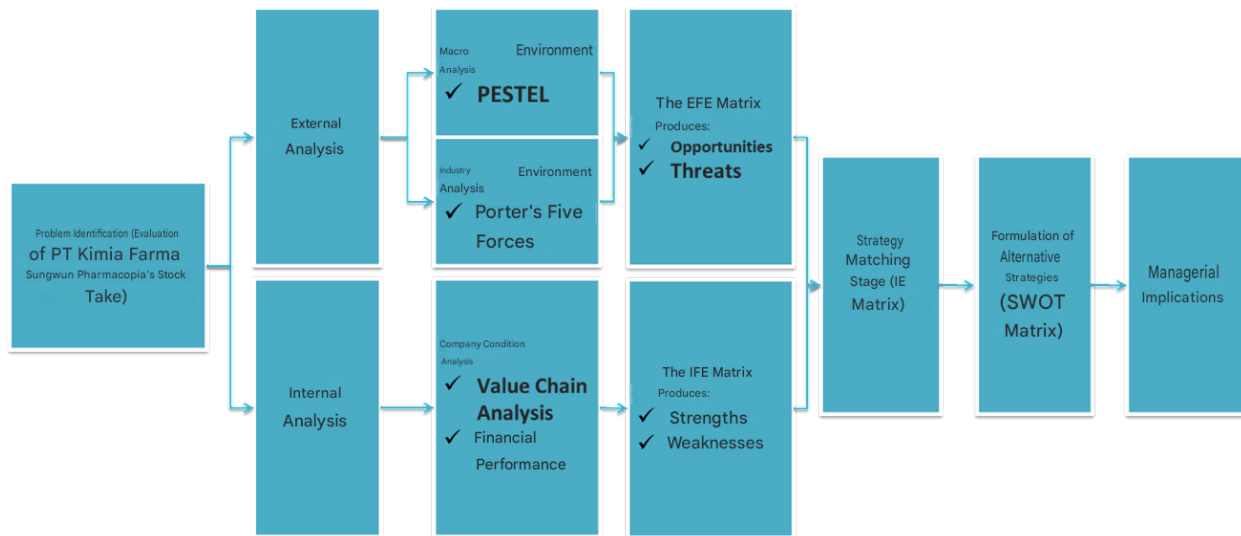 Problem Identification (Evaluation
of PT Kimia Farma
Sungwun Pharmacopia's Stock
Take)
External
Analysis
Internal
Analysis
Macro Environment
Analysis
✓ PESTEL
Industry Environment
Analysis
✓ Porter's Five
Forces
Company Condition
Analysis
✓ Value Chain
Analysis
✓ Financial
Performance
The EFE Matrix
Produces:
✓ Opportunities
✓ Threats
The IFE Matrix
Produces:
✓ Strengths
✓ Weaknesses
Strategy
Matching
Stage (IE
Matrix)
Formulation of
Alternative
Strategies
(SWOT
Matrix)
Managerial
Implications